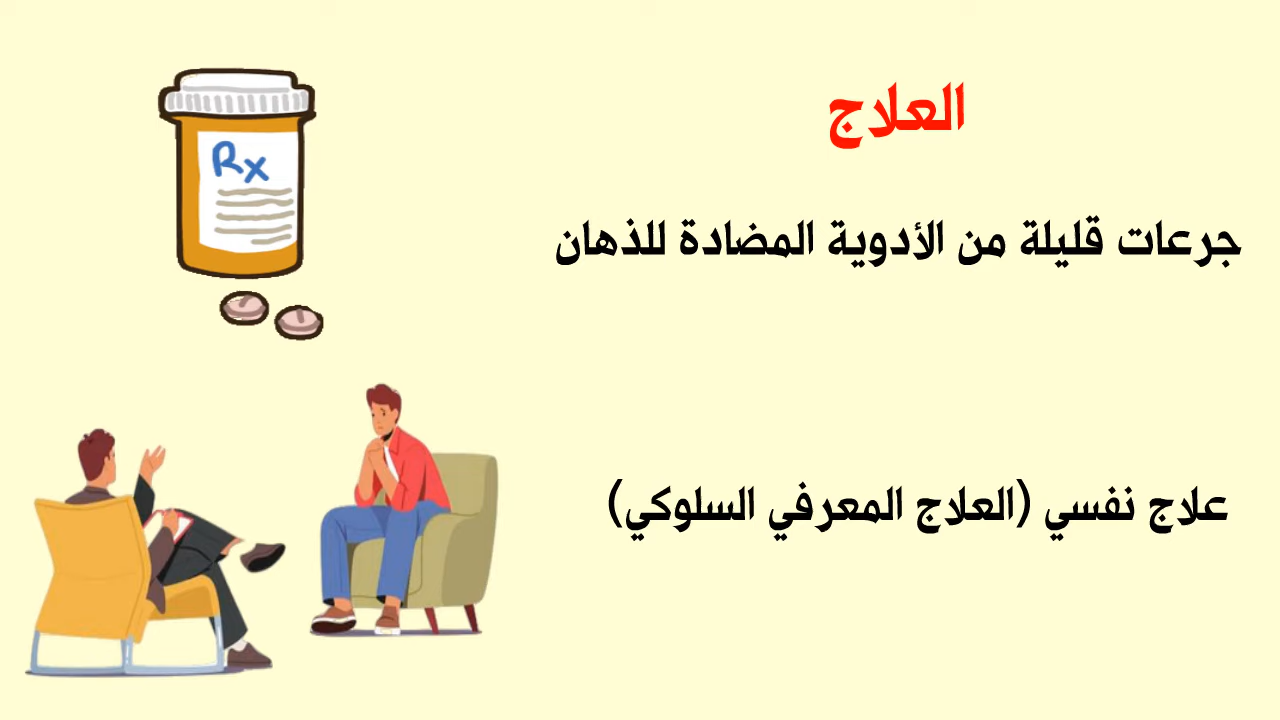 العلاج
جرعات قليلة من الأدوية المضادة للذهان
Rx
علاج نفسي (العلاج المعرفي السلوكي)